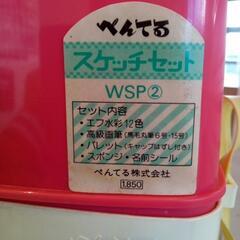 ぺんてる
スケッチセット
WSP②
セット内容
・エフ水彩12色
・高級画筆(馬毛丸筆6号・15号)
・パレット(キャップはずし付き)
・スポンジ・名前シール
ぺんてる株式会社
1,850